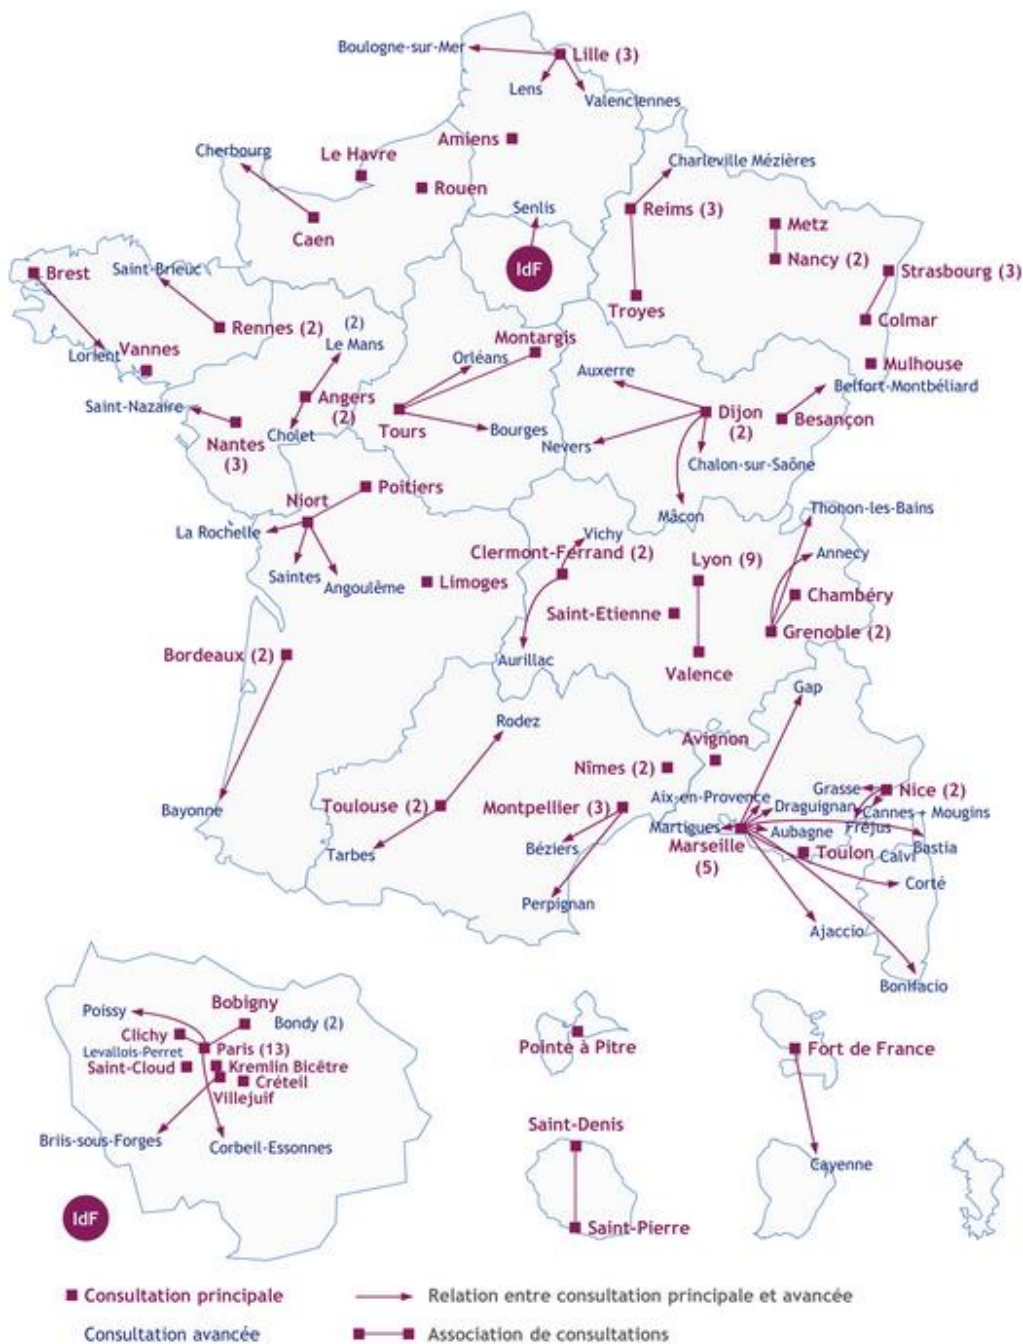 Boulogne-sur-Mer
Lille (3)
Lens
Valenciennes
Amiens
Cherbourg
Le Havre
Rouen
Caen
Senlis
IdF
Charleville Mézières
Reims (3)
Troyes
Metz
Nancy (2)
Strasbourg (3)
Colmar
Mulhouse
Brest
Saint-Brieuc
Rennes (2)
Lorient
Vannes
(2)
Le Mans
Angers
(2)
Cholet
Saint-Nazaire
Nantes
(3)
Montargis
Orléans
Tours
Bourges
Auxerre
Nevers
Dijon
(2)
Chalon-sur-Saône
Mâcon
Belfort-Montbéliard
Besançon
Poitiers
Niort
La Rochelle
Saintes
Angoulême
Limoges
Vichy
Clermont-Ferrand (2)
Aurillac
Lyon (9)
Saint-Etienne
Valence
Thonon-les-Bains
Annecy
Chambéry
Grenoble (2)
Bordeaux (2)
Bayonne
Rodez
Toulouse (2)
Tarbes
Nîmes (2)
Montpellier (3)
Béziers
Perpignan
Gap
Avignon
Aix-en-Provence
Martigues
Marseille
(5)
Draguignan
Aubagne
Toulon
Grasse
Nice (2)
Cannes + Mougins
Fréjus
Bastia
Calvi
Corté
Ajaccio
Bonifacio
Poissy
Bobigny
Bondy (2)
Clichy
Paris (13)
Levallois-Perret
Saint-Cloud
Kremlin Bicêtre
Créteil
Villejuif
Briis-sous-Forges
Corbeil-Essonnes
IdF
Pointe à Pitre
Fort de France
Cayenne
Saint-Denis
Saint-Pierre
Consultation principale
Relation entre consultation principale et avancée
Consultation avancée
Association de consultations